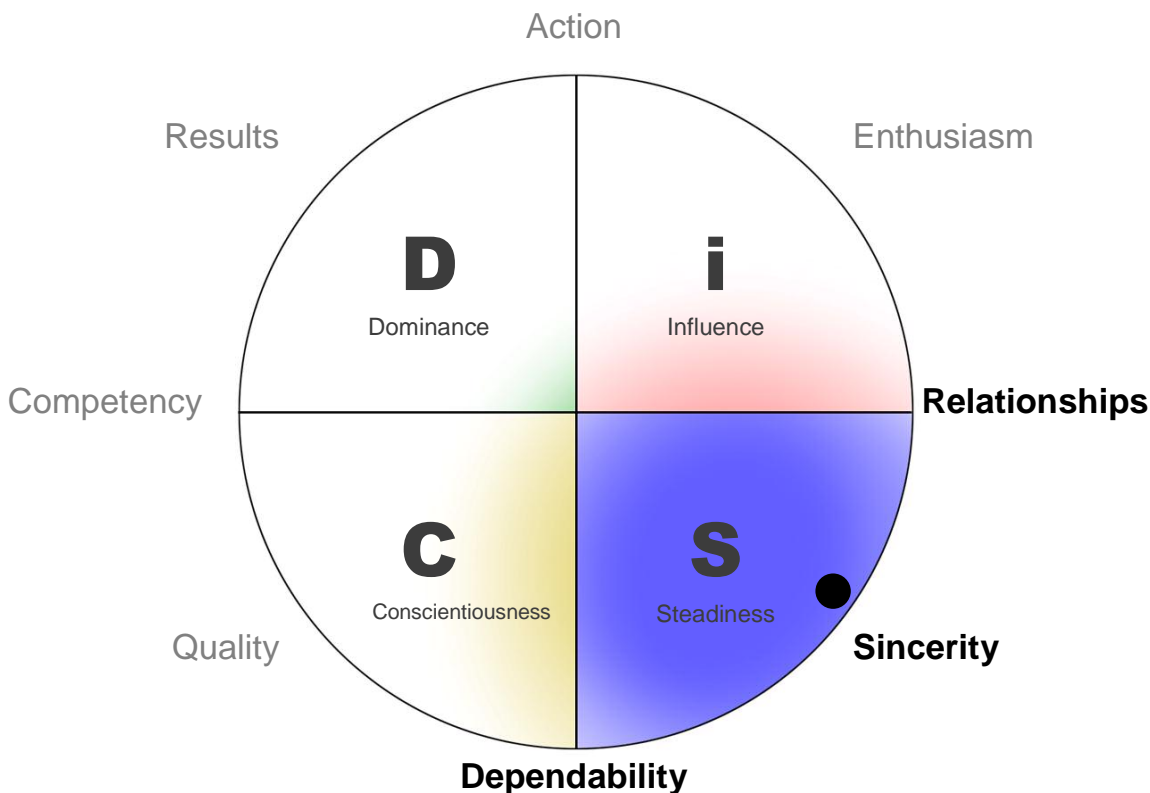 Action
Results
Enthusiasm
D
i
Dominance
Influence
Competency
Relationships
C
S
Conscientiousness
Steadiness
Quality
Sincerity
Dependability